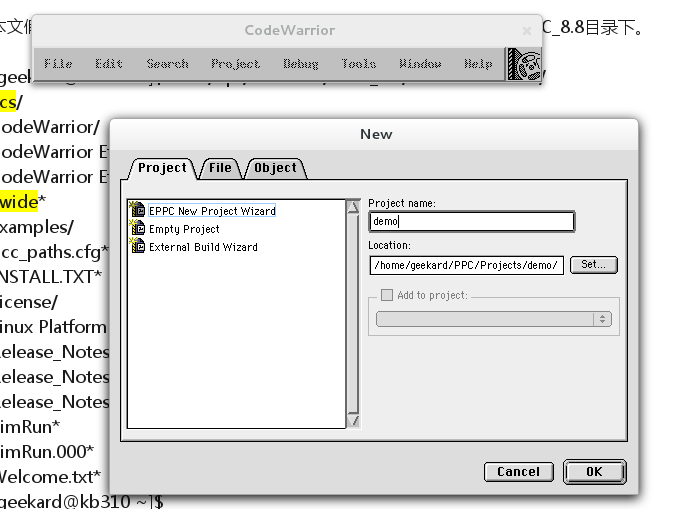 本文件
_8.8目录下。
CodeWarrior
File Edit Search Project Debug Tools Window Help
cs/
odeWarrior/
New
odeWarrior E
Project File Object
odeWarrior E
wide*
EPPC New Project Wizard
Empty Project
External Build Wizard
Project name:
demo
Location:
/home/geekard/PPC/Projects/demo/ Set...
Add to project:
xamples/
cc_paths.cfg*
NSTALL.TXT*
icense/
inux Platform
elease_Notes
elease_Notes
elease_Notes
imRun*
imRun.000*
Welcome.txt*
Cancel OK
geekard@kb310 ~]$